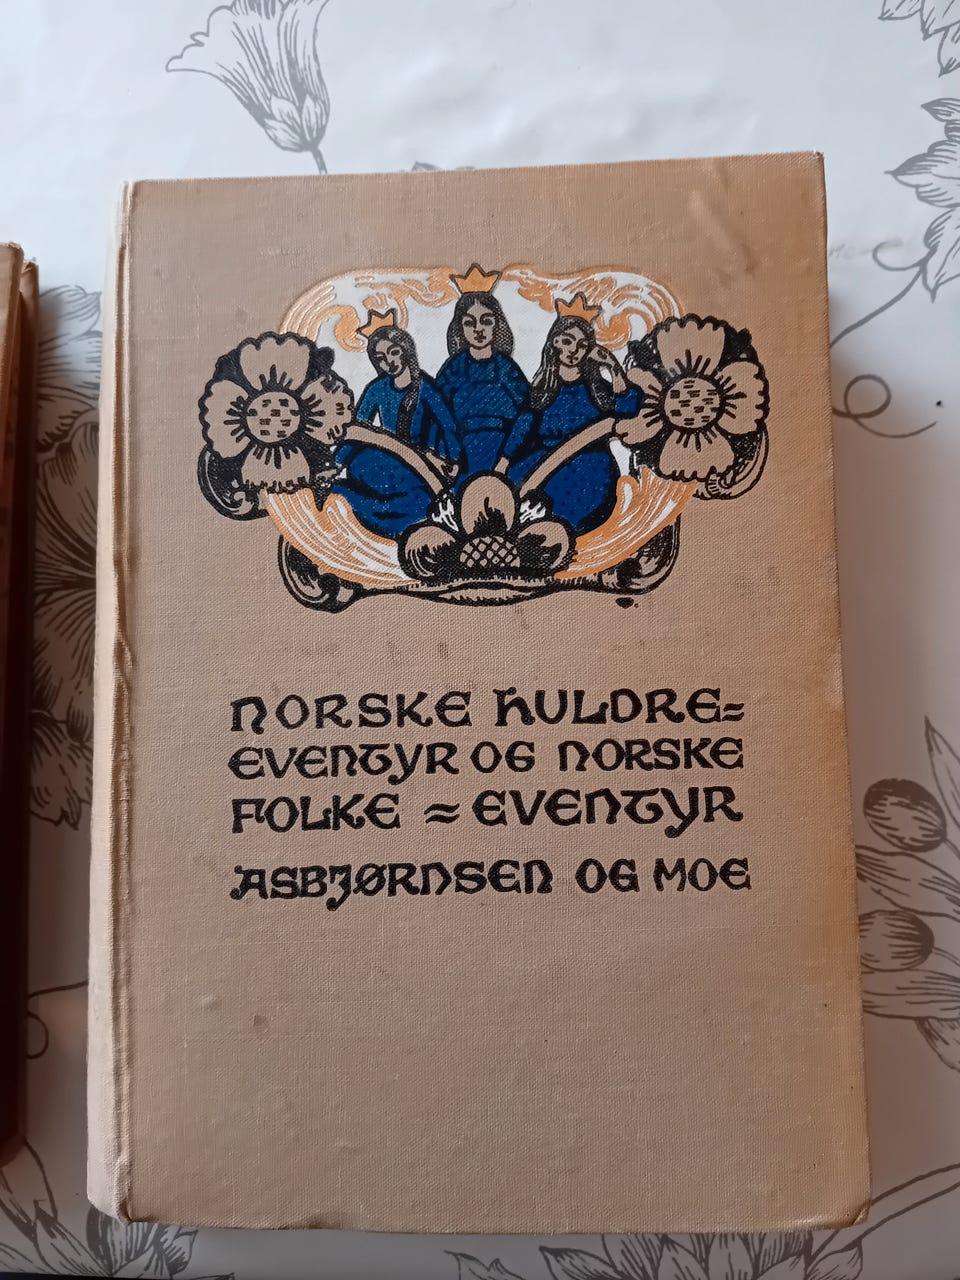 NORSKE HULDRE=
EVENTYR OG NORSKE
FOLKE = EVENTYR
ASBJØRNSEN OG MOE